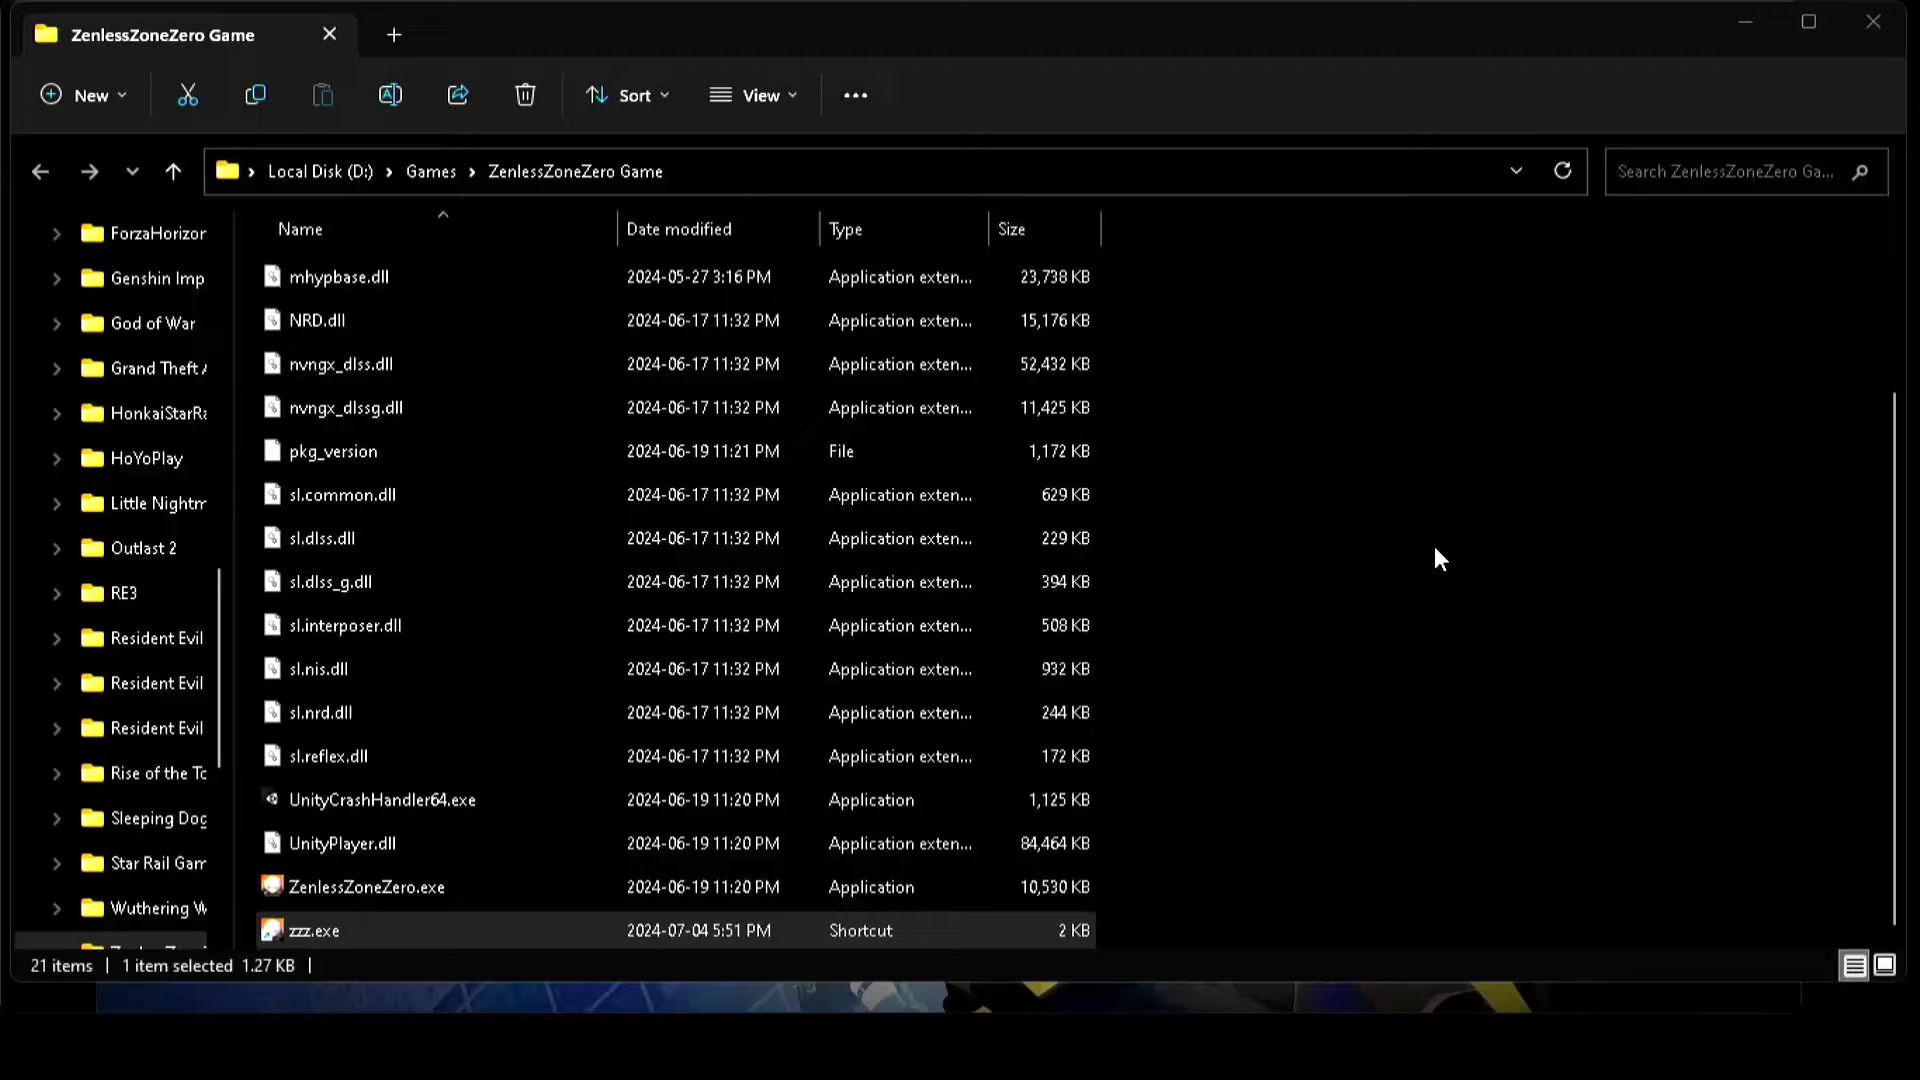 ZenlessZoneZero Game
New
Sort
View
Local Disk (D:) Games ZenlessZoneZero Game
Search ZenlessZoneZero Ga...
ForzaHorizon
Genshin Imp
God of War
Grand Theft A
HonkaiStarRa
HoYoPlay
Little Nightm
Outlast 2
RE3
Resident Evil
Resident Evil
Resident Evil
Rise of the To
Sleeping Dog
Star Rail Gam
Wuthering W
Name Date modified Type Size
mhypbase.dll 2024-05-27 3:16 PM Application exten... 23,738 KB
NRD.dll 2024-06-17 11:32 PM Application exten... 15,176 KB
nvngx_dlss.dll 2024-06-17 11:32 PM Application exten... 52,432 KB
nvngx_dlssg.dll 2024-06-17 11:32 PM Application exten... 11,425 KB
pkg_version 2024-06-19 11:21 PM File 1,172 KB
sl.common.dll 2024-06-17 11:32 PM Application exten... 629 KB
sl.dlss.dll 2024-06-17 11:32 PM Application exten... 229 KB
sl.dlss_g.dll 2024-06-17 11:32 PM Application exten... 394 KB
sl.interposer.dll 2024-06-17 11:32 PM Application exten... 508 KB
sl.nis.dll 2024-06-17 11:32 PM Application exten... 932 KB
sl.nrd.dll 2024-06-17 11:32 PM Application exten... 244 KB
sl.reflex.dll 2024-06-17 11:32 PM Application exten... 172 KB
UnityCrashHandler64.exe 2024-06-19 11:20 PM Application 1,125 KB
UnityPlayer.dll 2024-06-19 11:20 PM Application exten... 84,464 KB
ZenlessZoneZero.exe 2024-06-19 11:20 PM Application 10,530 KB
zzz.exe 2024-07-04 5:51 PM Shortcut 2 KB
21 items 1 item selected 1.27 KB